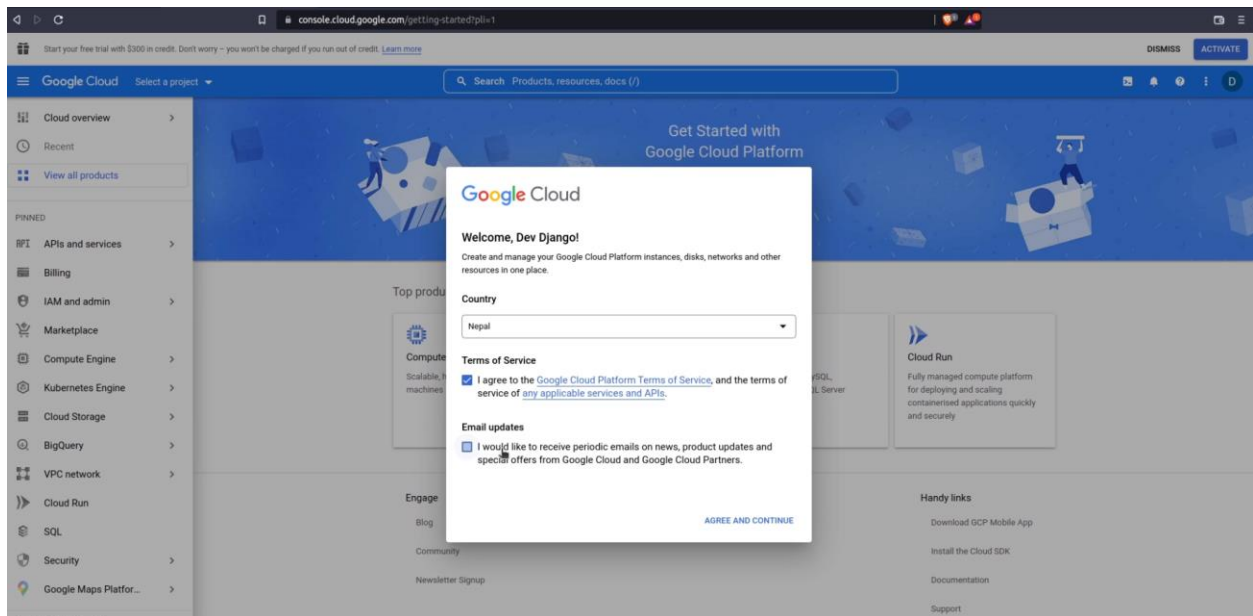 console.cloud.google.com/getting-started?pli=1
Start your free trial with $300 in credit. Don't worry – you won't be charged if you run out of credit. Learn more
DISMISS
ACTIVATE
Google Cloud
Select a project
Search Products, resources, docs (/)
D
Cloud overview
Recent
View all products
PINNED
API APIs and services
Billing
IAM and admin
Marketplace
Compute Engine
Kubernetes Engine
Cloud Storage
BigQuery
VPC network
Cloud Run
SQL
Security
Google Maps Platfor...
Get Started with
Google Cloud Platform
Top produ
Compute
Scalable, h
machines
Google Cloud
Welcome, Dev Django!
Create and manage your Google Cloud Platform instances, disks, networks and other
resources in one place.
Country
Nepal
Terms of Service
I agree to the Google Cloud Platform Terms of Service, and the terms of
service of any applicable services and APIs.
Email updates
I would like to receive periodic emails on news, product updates and
special offers from Google Cloud and Google Cloud Partners.
AGREE AND CONTINUE
ySQL,
QL Server
Cloud Run
Fully managed compute platform
for deploying and scaling
containerised applications quickly
and securely
Engage
Blog
Community
Newsletter Signup
Handy links
Download GCP Mobile App
Install the Cloud SDK
Documentation
Support